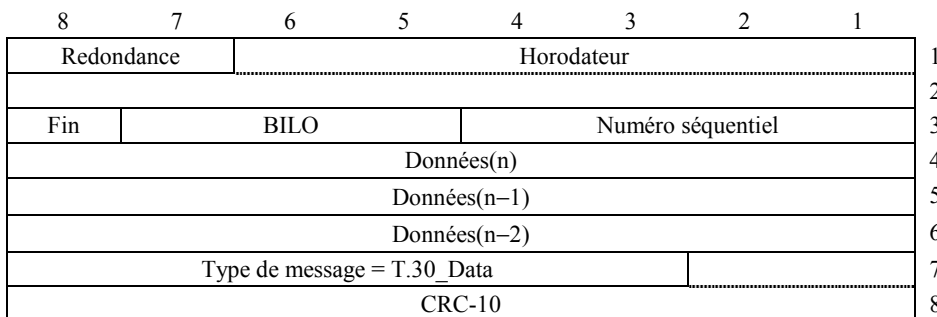 8 7 6 5 4 3 2 1
Redondance Horodateur 1
2
Fin BILO Numéro séquentiel 3
Données(n) 4
Données(n−1) 5
Données(n−2) 6
Type de message = T.30_Data 7
CRC-10 8